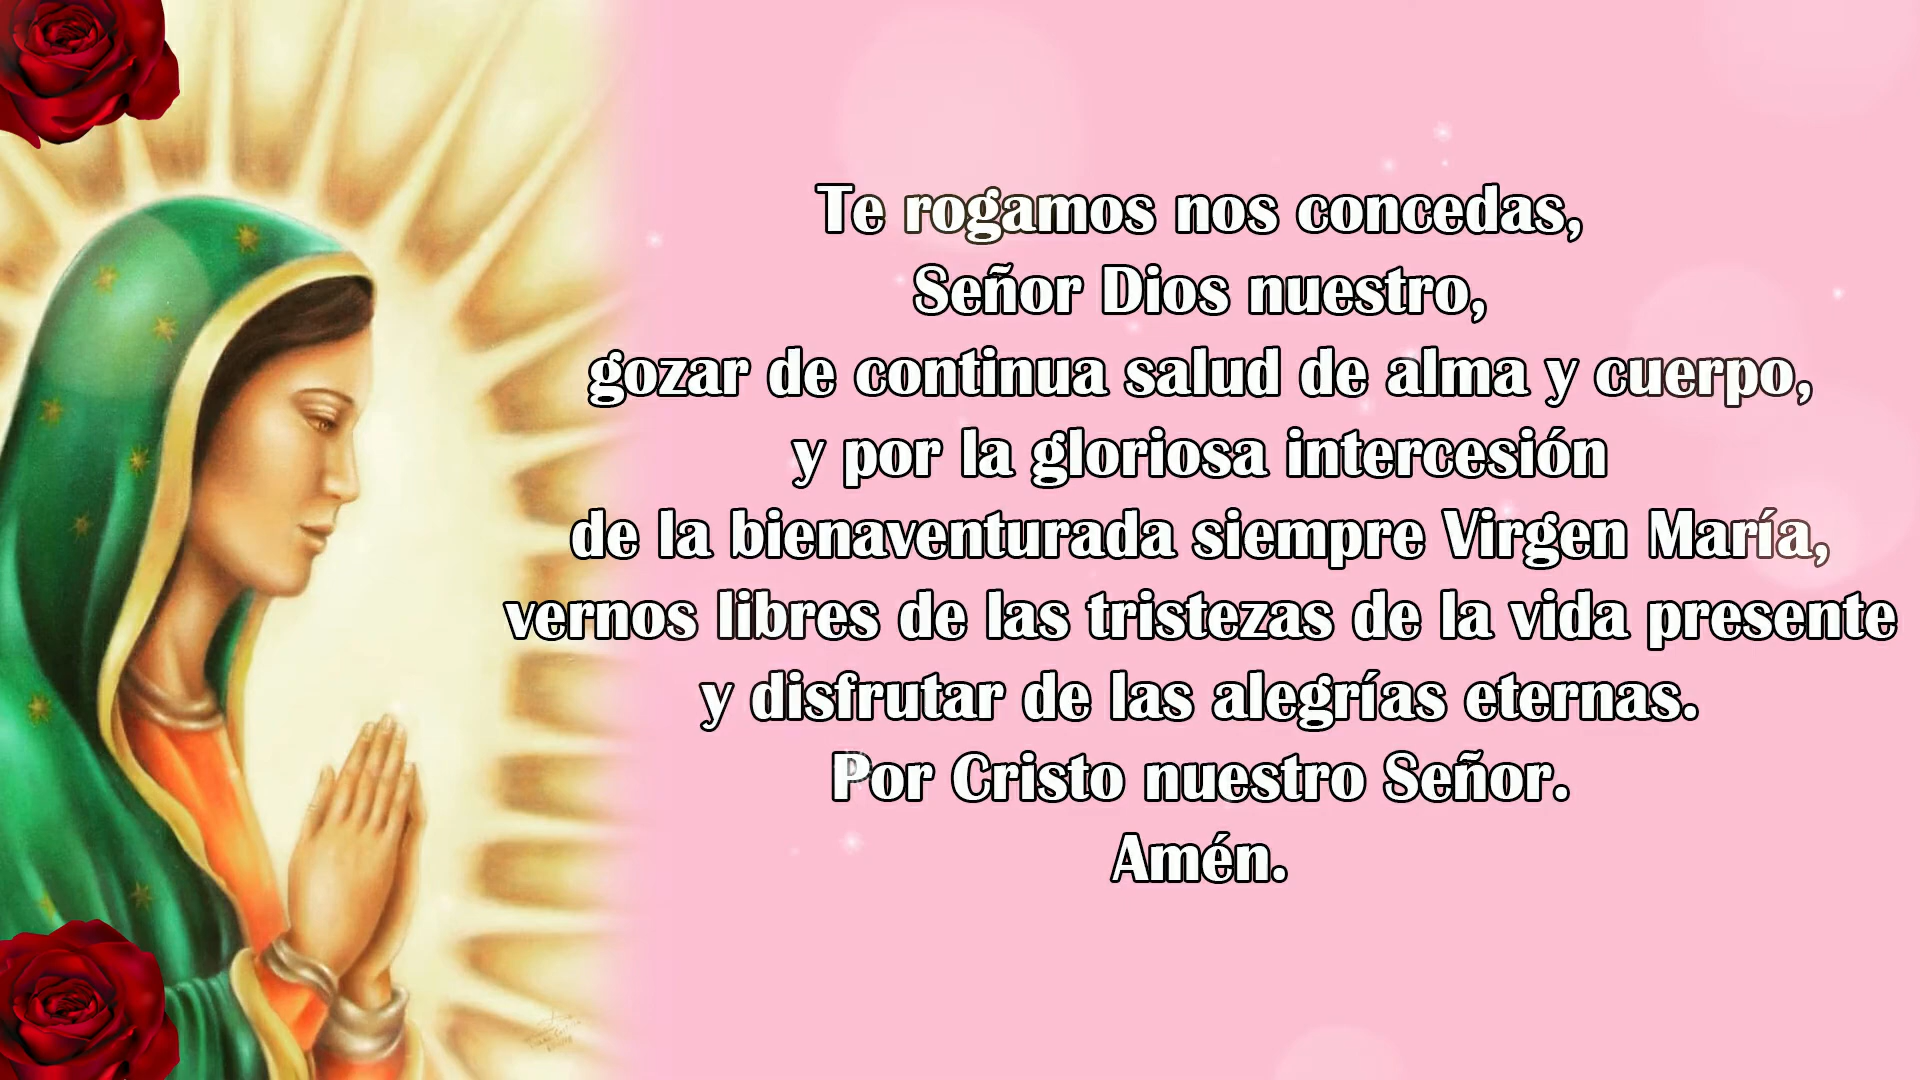 Te rogamos nos concedas,
Señor Dios nuestro,
gozar de continua salud de alma y cuerpo,
y por la gloriosa intercesión
de la bienaventurada siempre Virgen María,
vernos libres de las tristezas de la vida presente
y disfrutar de las alegrías eternas.
Por Cristo nuestro Señor.
Amén.